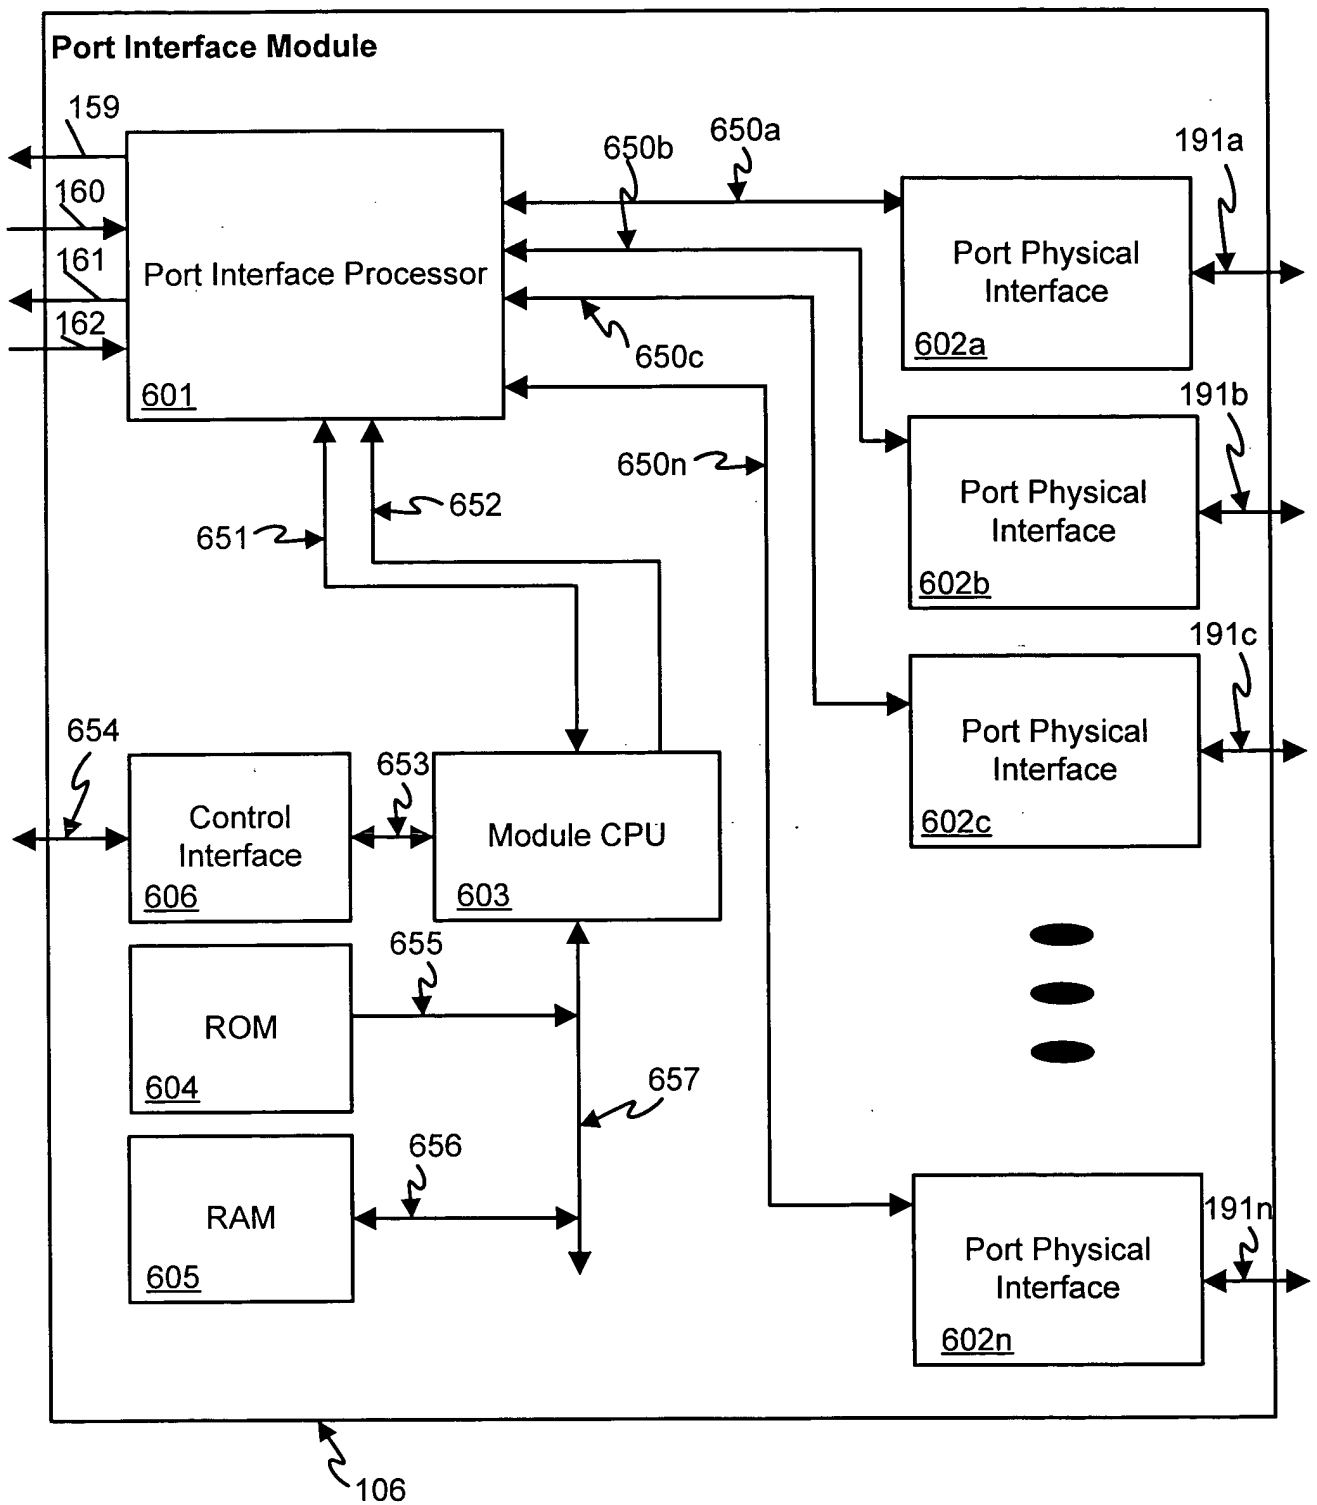 Port Interface Module
159
160
161
162
Port Interface Processor
601
650a
650b
650c
650n
191a
Port Physical
Interface
602a
191b
Port Physical
Interface
602b
652
651
191c
Port Physical
Interface
602c
654
Control
Interface
606
653
Module CPU
603
655
ROM
604
657
656
RAM
605
191n
Port Physical
Interface
602n
106